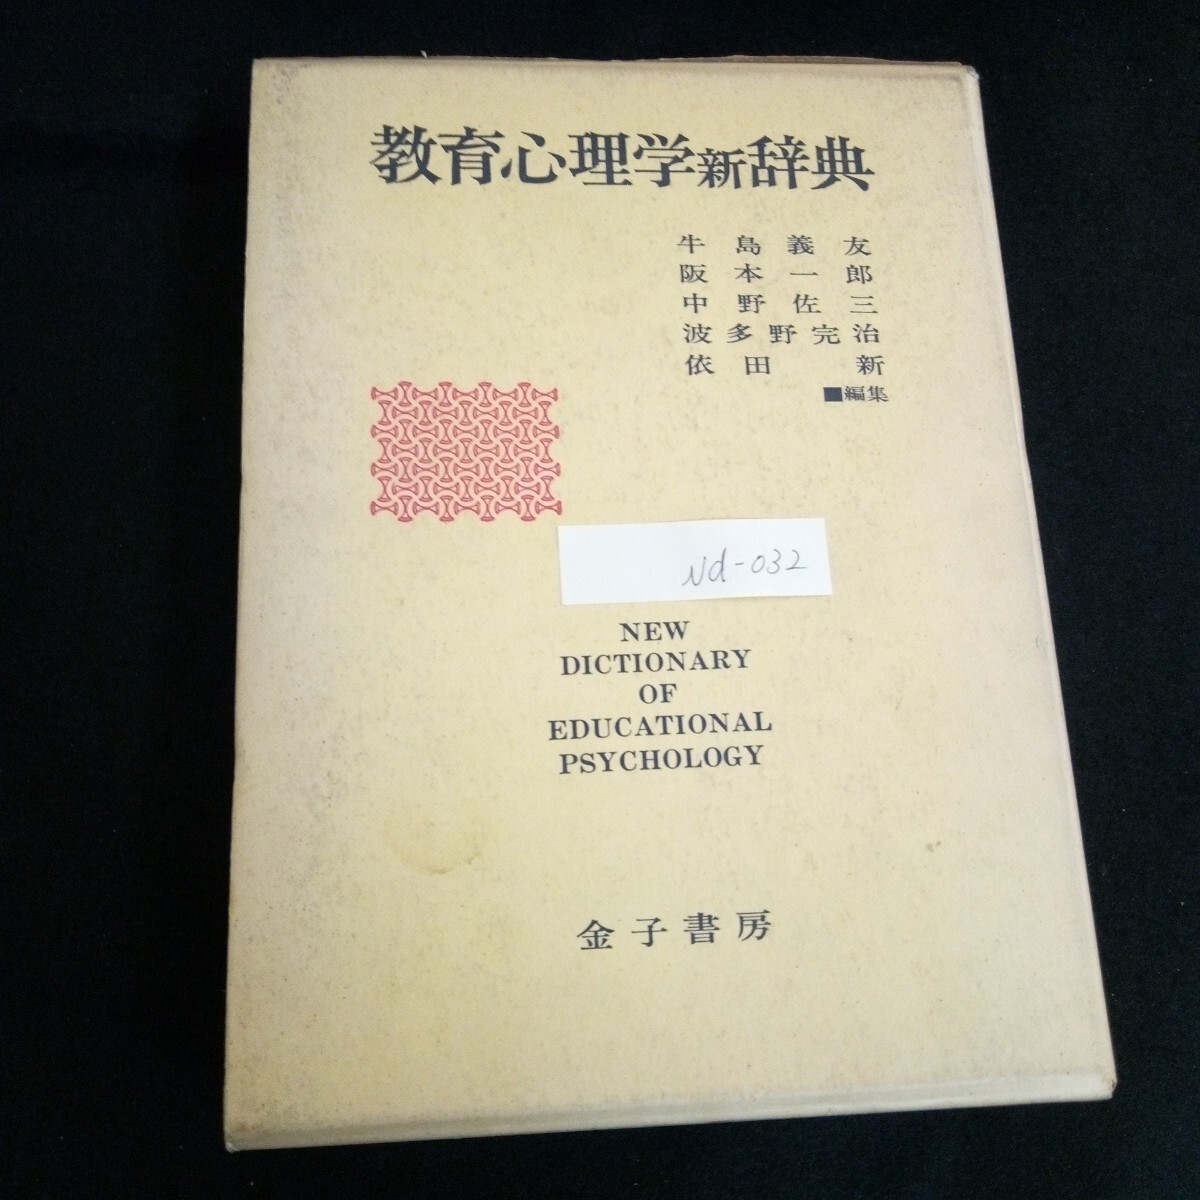 教育心理学新辞典
牛島義友
阪本一郎
中野佐三
波多野完治
依田新
■編集
Nd-032
NEW
DICTIONARY
OF
EDUCATIONAL
PSYCHOLOGY
金子書房